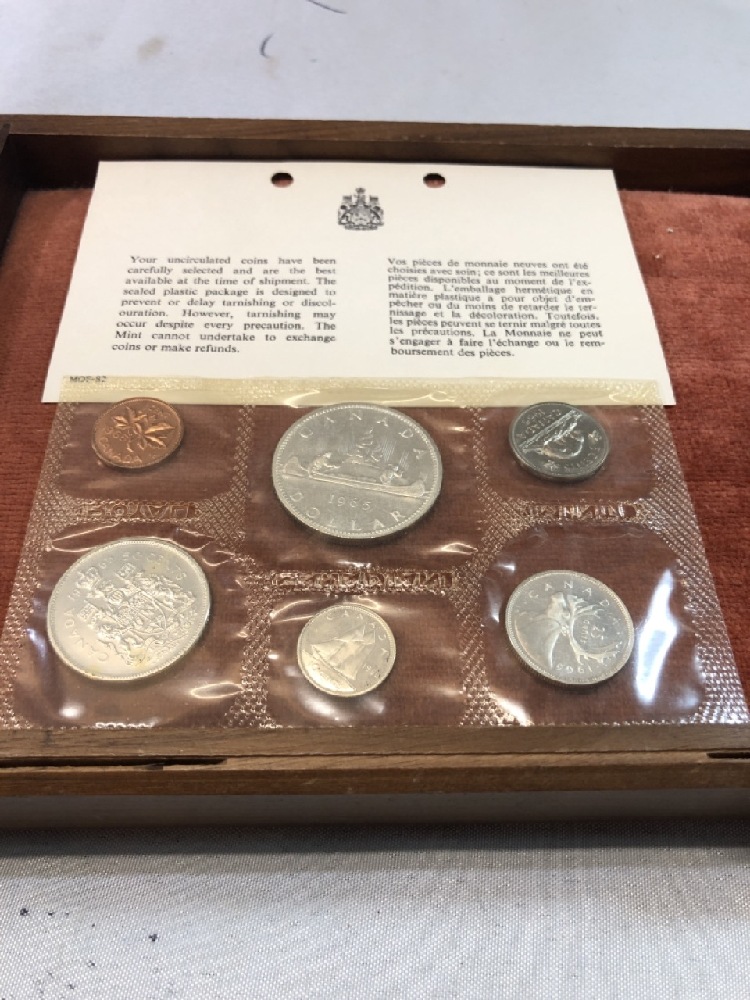 Your uncirculated coins have been
carefully selected and are the best
available at the time of shipment. The
sealed plastic package is designed to
prevent or delay tarnishing or discol-
ouration. However, tarnishing may
occur despite every precaution. The
Mint cannot undertake to exchange
coins or make refunds.
Vos pièces de monnaie neuves ont été
choisies avec soin; ce sont les meilleures
pièces disponibles au moment de l'ex-
pédition. L'emballage hermétique en
matière plastique a pour objet d'em-
pêcher ou du moins de retarder le ter-
nissage et la décoloration. Toutefois,
les pièces peuvent se ternir malgré toutes
les précautions. La Monnaie ne peut
s'engager à faire l'échange ou le rem-
boursement des pièces.
MOF-82
CANADA
CANADA
1965
DOLLAR
CANADA
CANADA
CANADA